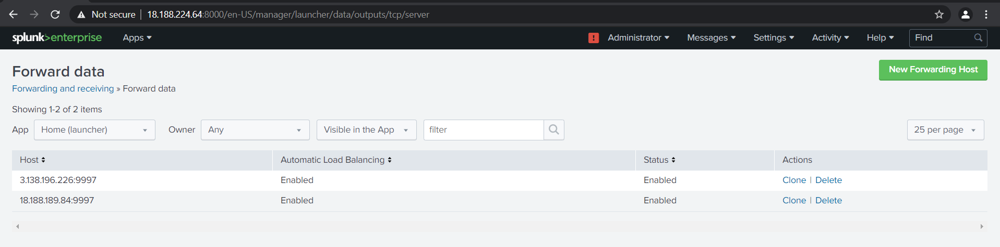 Not secure | 18.188.224.64:8000/en-US/manager/launcher/data/outputs/tcp/server
splunk>enterprise Apps ! Administrator Messages Settings Activity Help Find
Forward data New Forwarding Host
Forwarding and receiving » Forward data
Showing 1-2 of 2 items
App Home (launcher) Owner Any Visible in the App filter 25 per page
Host Automatic Load Balancing Status Actions
3.138.196.226:9997 Enabled Enabled Clone | Delete
18.188.189.84:9997 Enabled Enabled Clone | Delete